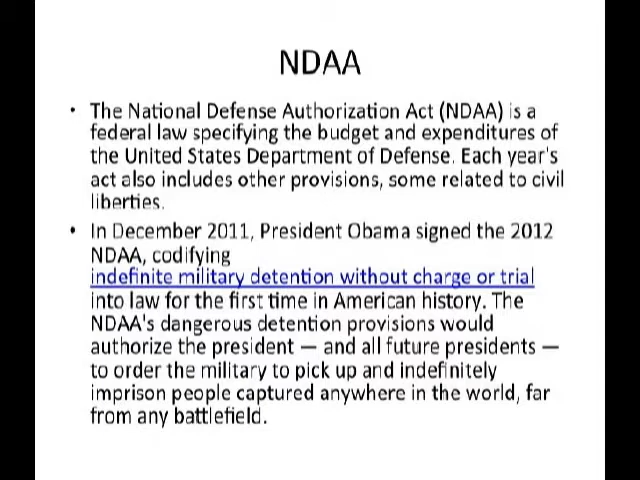 NDAA
• The National Defense Authorization Act (NDAA) is a
federal law specifying the budget and expenditures of
the United States Department of Defense. Each year's
act also includes other provisions, some related to civil
liberties.
• In December 2011, President Obama signed the 2012
NDAA, codifying
indefinite military detention without charge or trial
into law for the first time in American history. The
NDAA's dangerous detention provisions would
authorize the president — and all future presidents —
to order the military to pick up and indefinitely
imprison people captured anywhere in the world, far
from any battlefield.